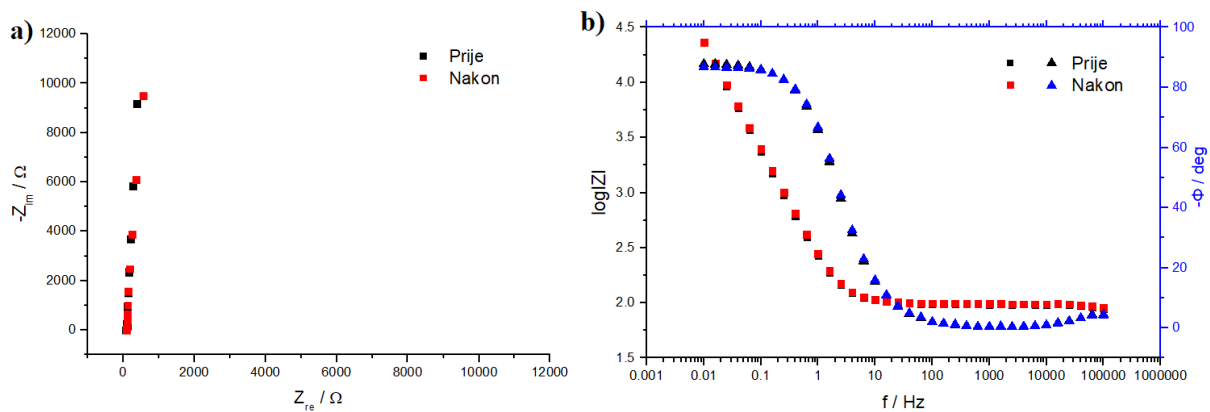 a)
12000
10000
8000
6000
4000
2000
0
-Z_im / Ω
0 2000 4000 6000 8000 10000 12000
Z_re / Ω
Prije
Nakon
b)
4.5
4.0
3.5
3.0
2.5
2.0
1.5
log|Z|
0.001 0.01 0.1 1 10 100 1000 10000 100000 1000000
f / Hz
100
80
60
40
20
0
-Φ / deg
Prije
Nakon